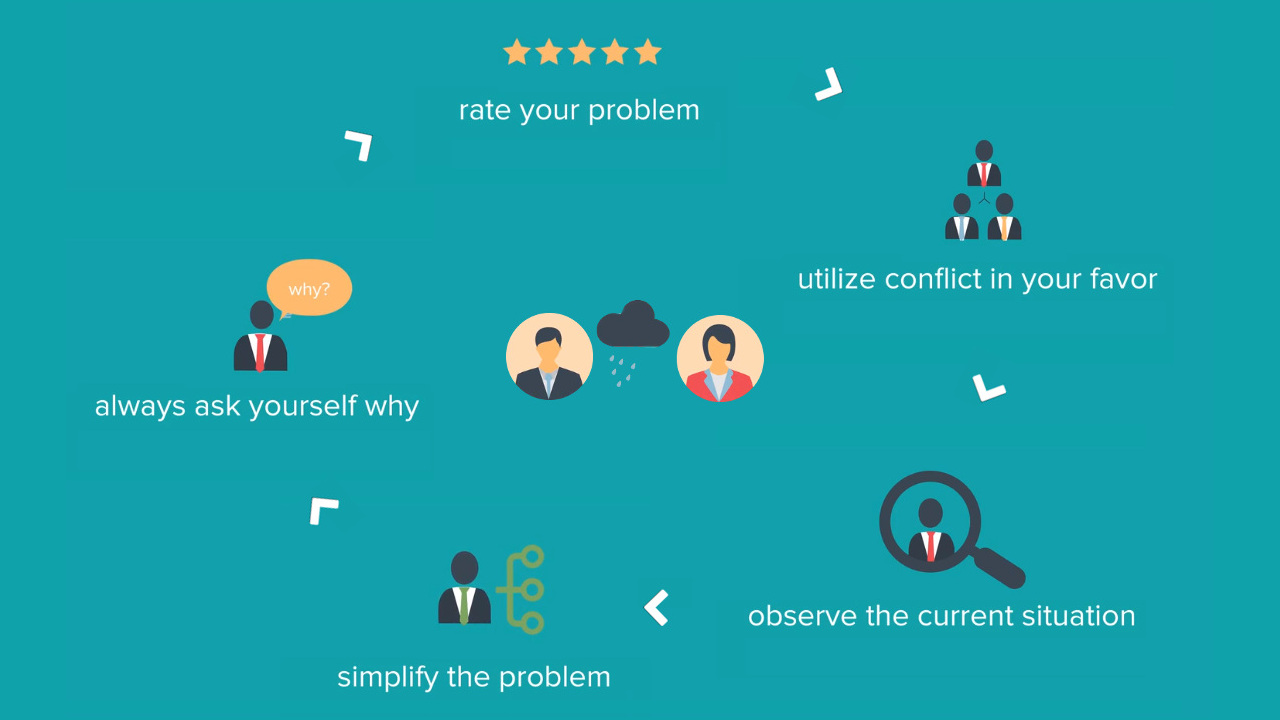 rate your problem
utilize conflict in your favor
why?
always ask yourself why
observe the current situation
simplify the problem